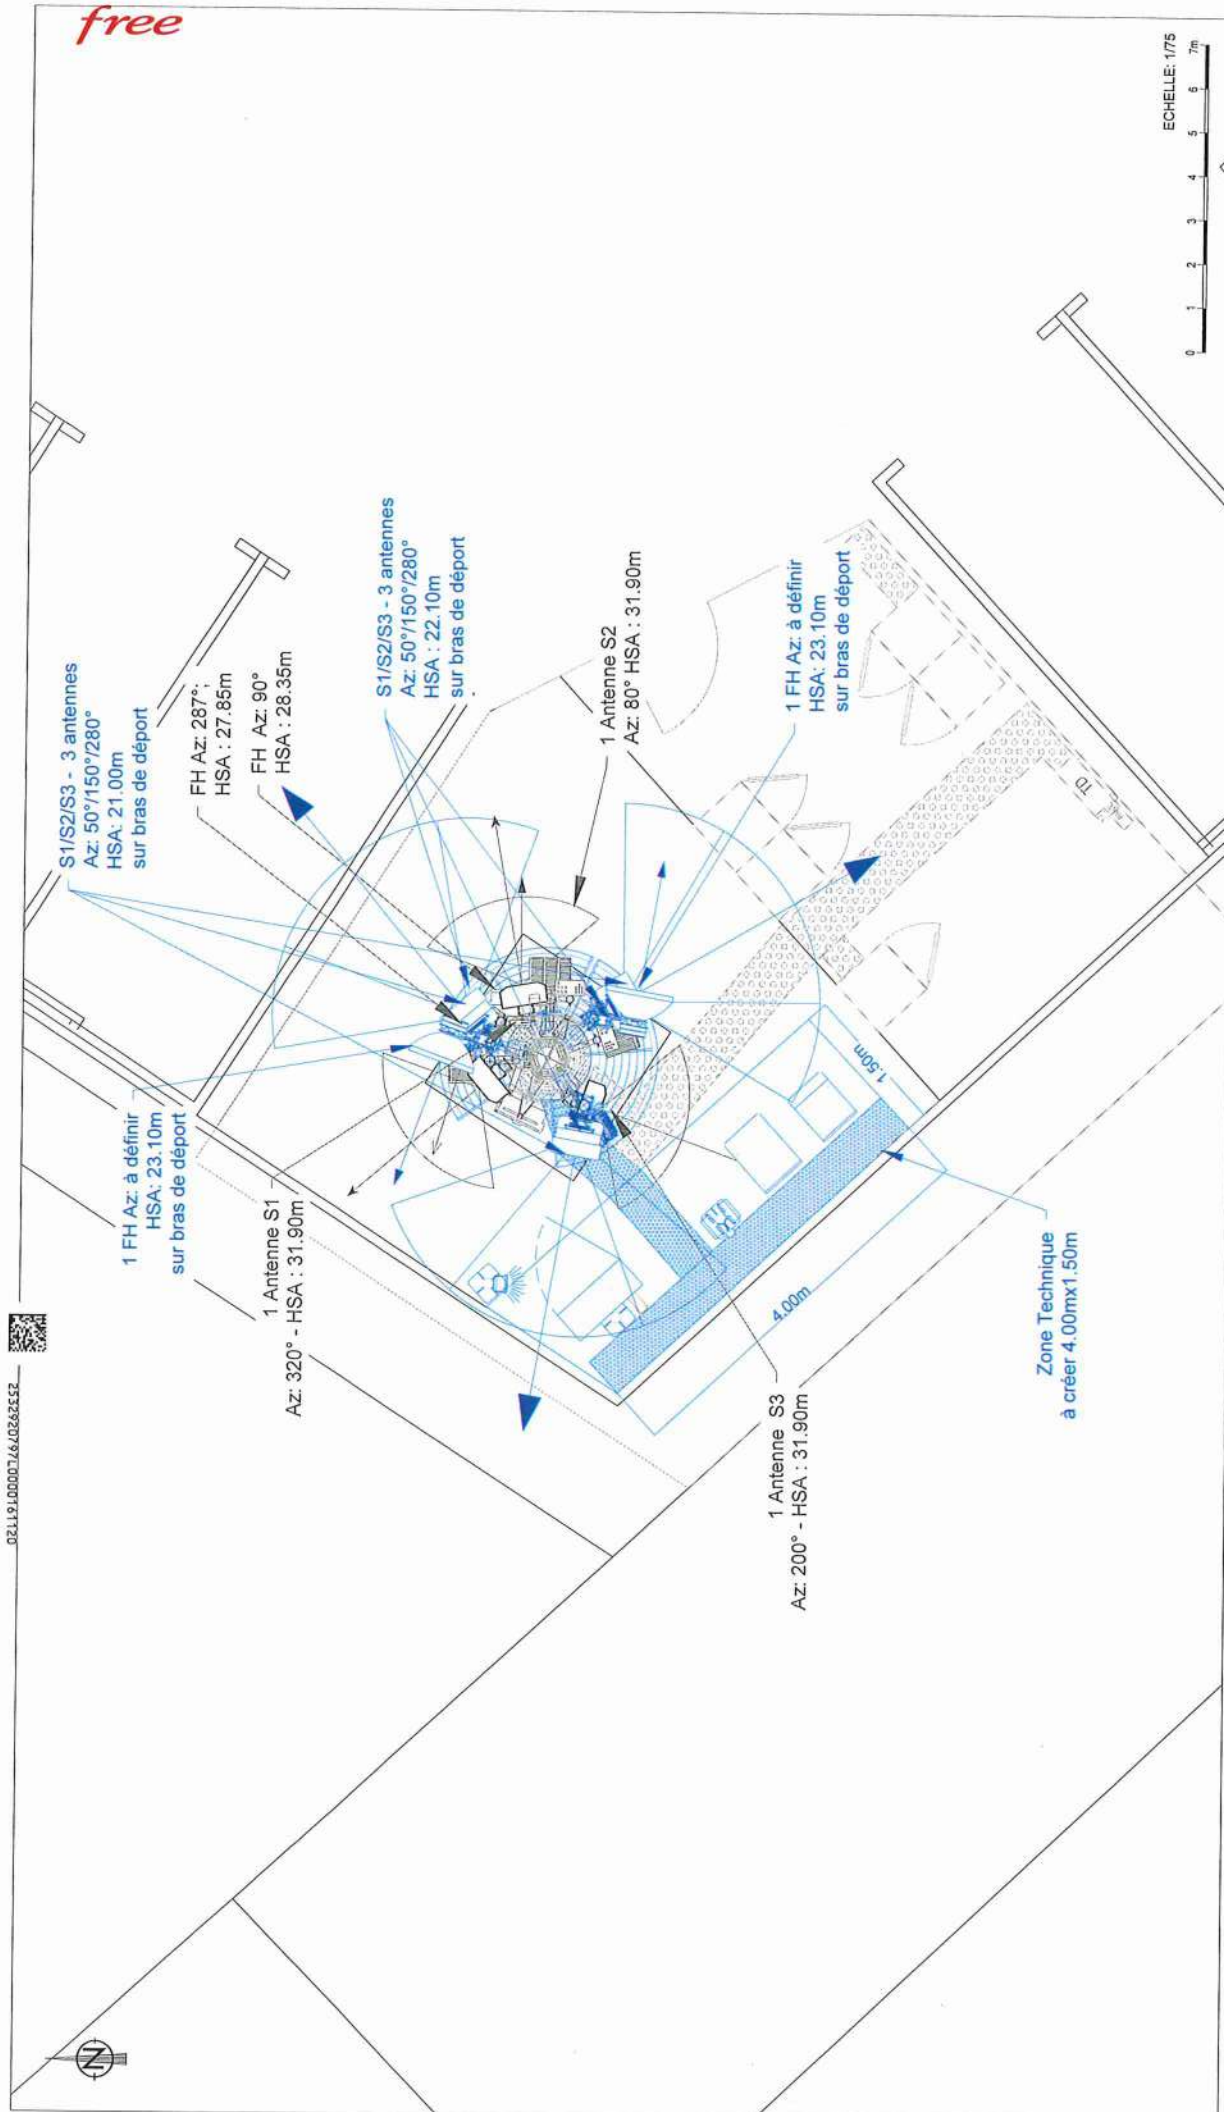 free
2532920797L0000161120
S1/S2/S3 - 3 antennes
Az: 50°/150°/280°
HSA: 21.00m
sur bras de déport
FH Az: 287°;
HSA : 27.85m
FH Az: 90°
HSA : 28.35m
S1/S2/S3 - 3 antennes
Az: 50°/150°/280°
HSA : 22.10m
sur bras de déport
1 Antenne S2
Az: 80° HSA : 31.90m
1 FH Az: à définir
HSA: 23.10m
sur bras de déport
1 FH Az: à définir
HSA: 23.10m
sur bras de déport
1 Antenne S1
Az: 320° - HSA : 31.90m
1 Antenne S3
Az: 200° - HSA : 31.90m
Zone Technique
à créer 4.00mx1.50m
4.00m
1.50m
TD
N
ECHELLE: 1/75
0 1 2 3 4 5 6 7m